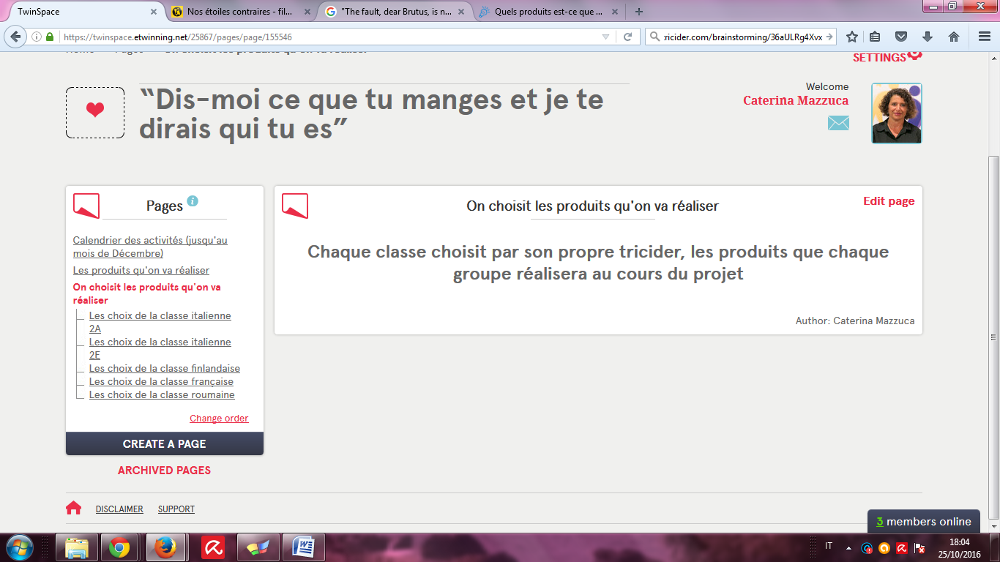 TwinSpace
Nos étoiles contraires - fil...
"The fault, dear Brutus, is n...
Quels produits est-ce que ...
https://twinspace.etwinning.net/25867/pages/page/155546
ricider.com/brainstorming/36aULRg4Xvx
SETTINGS
“Dis-moi ce que tu manges et je te
dirais qui tu es”
Welcome
Caterina Mazzuca
Pages
Calendrier des activités (jusqu'au
mois de Décembre)
Les produits qu'on va réaliser
On choisit les produits qu'on va
réaliser
Les choix de la classe italienne
2A
Les choix de la classe italienne
2E
Les choix de la classe finlandaise
Les choix de la classe française
Les choix de la classe roumaine
Change order
CREATE A PAGE
ARCHIVED PAGES
On choisit les produits qu'on va réaliser
Edit page
Chaque classe choisit par son propre tricider, les produits que chaque
groupe réalisera au cours du projet
Author: Caterina Mazzuca
DISCLAIMER
SUPPORT
3 members online
IT
18:04
25/10/2016